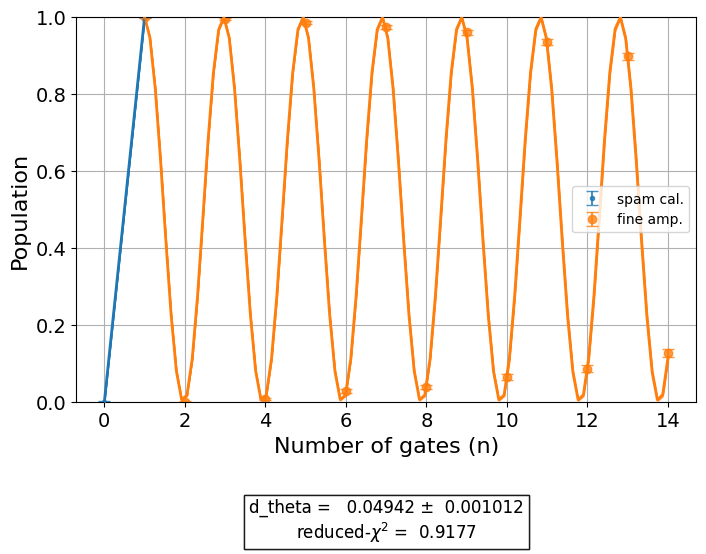 1.0
0.8
0.6
0.4
0.2
0.0
Population
spam cal.
fine amp.
0 2 4 6 8 10 12 14
Number of gates (n)
d_theta = 0.04942 ± 0.001012
reduced-χ² = 0.9177